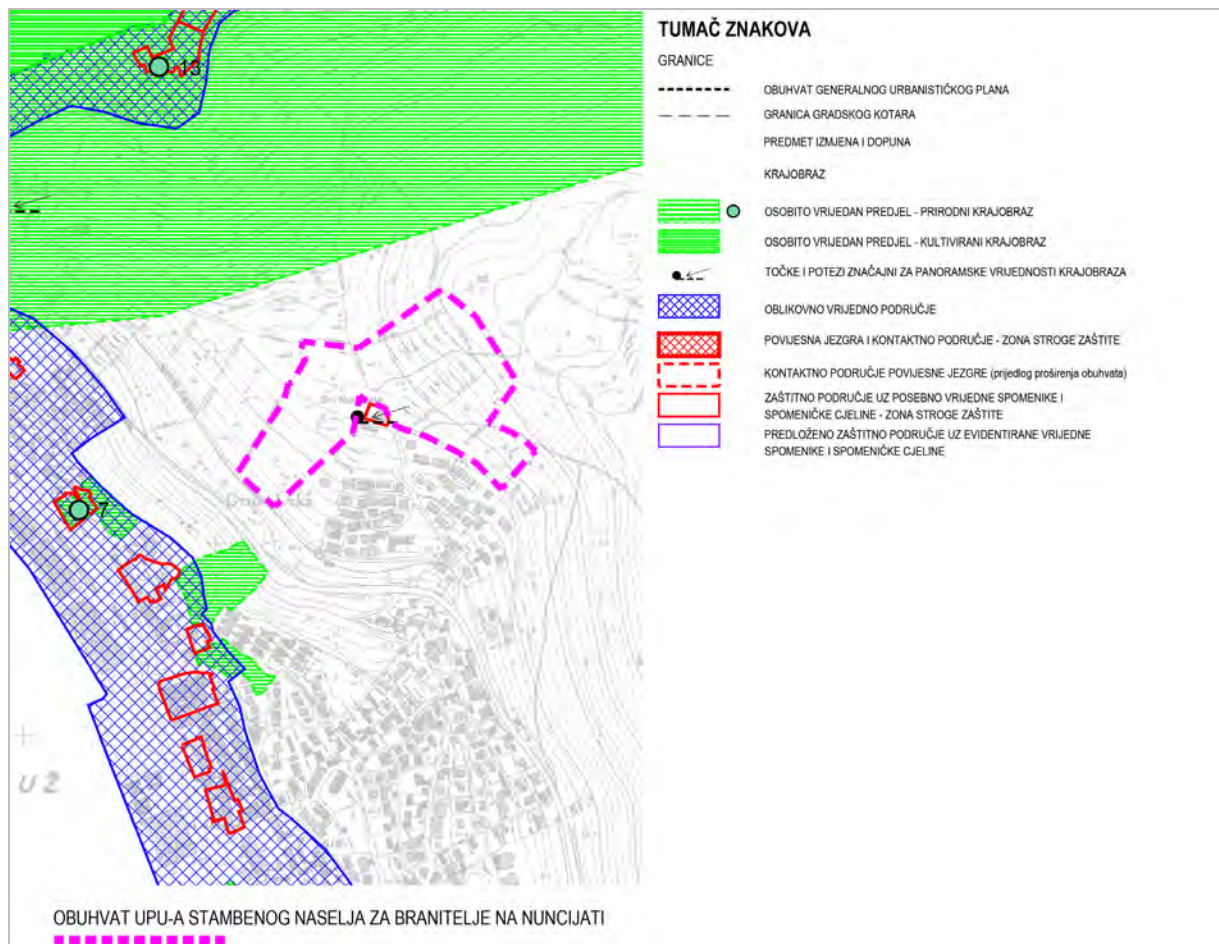 13
7
UŽ
TUMAČ ZNAKOVA
GRANICE
OBUHVAT GENERALNOG URBANISTIČKOG PLANA
GRANICA GRADSKOG KOTARA
PREDMET IZMJENA I DOPUNA
KRAJOBRAZ
OSOBITO VRIJEDAN PREDJEL - PRIRODNI KRAJOBRAZ
OSOBITO VRIJEDAN PREDJEL - KULTIVIRANI KRAJOBRAZ
TOČKE I POTEZI ZNAČAJNI ZA PANORAMSKE VRIJEDNOSTI KRAJOBRAZA
OBLIKOVNO VRIJEDNO PODRUČJE
POVIJESNA JEZGRA I KONTAKTNO PODRUČJE - ZONA STROGE ZAŠTITE
KONTAKTNO PODRUČJE POVIJESNE JEZGRE (prijedlog proširenja obuhvata)
ZAŠTITNO PODRUČJE UZ POSEBNO VRIJEDNE SPOMENIKE I
SPOMENIČKE CJELINE - ZONA STROGE ZAŠTITE
PREDLOŽENO ZAŠTITNO PODRUČJE UZ EVIDENTIRANE VRIJEDNE
SPOMENIKE I SPOMENIČKE CJELINE
OBUHVAT UPU-A STAMBENOG NASELJA ZA BRANITELJE NA NUNCIJATI